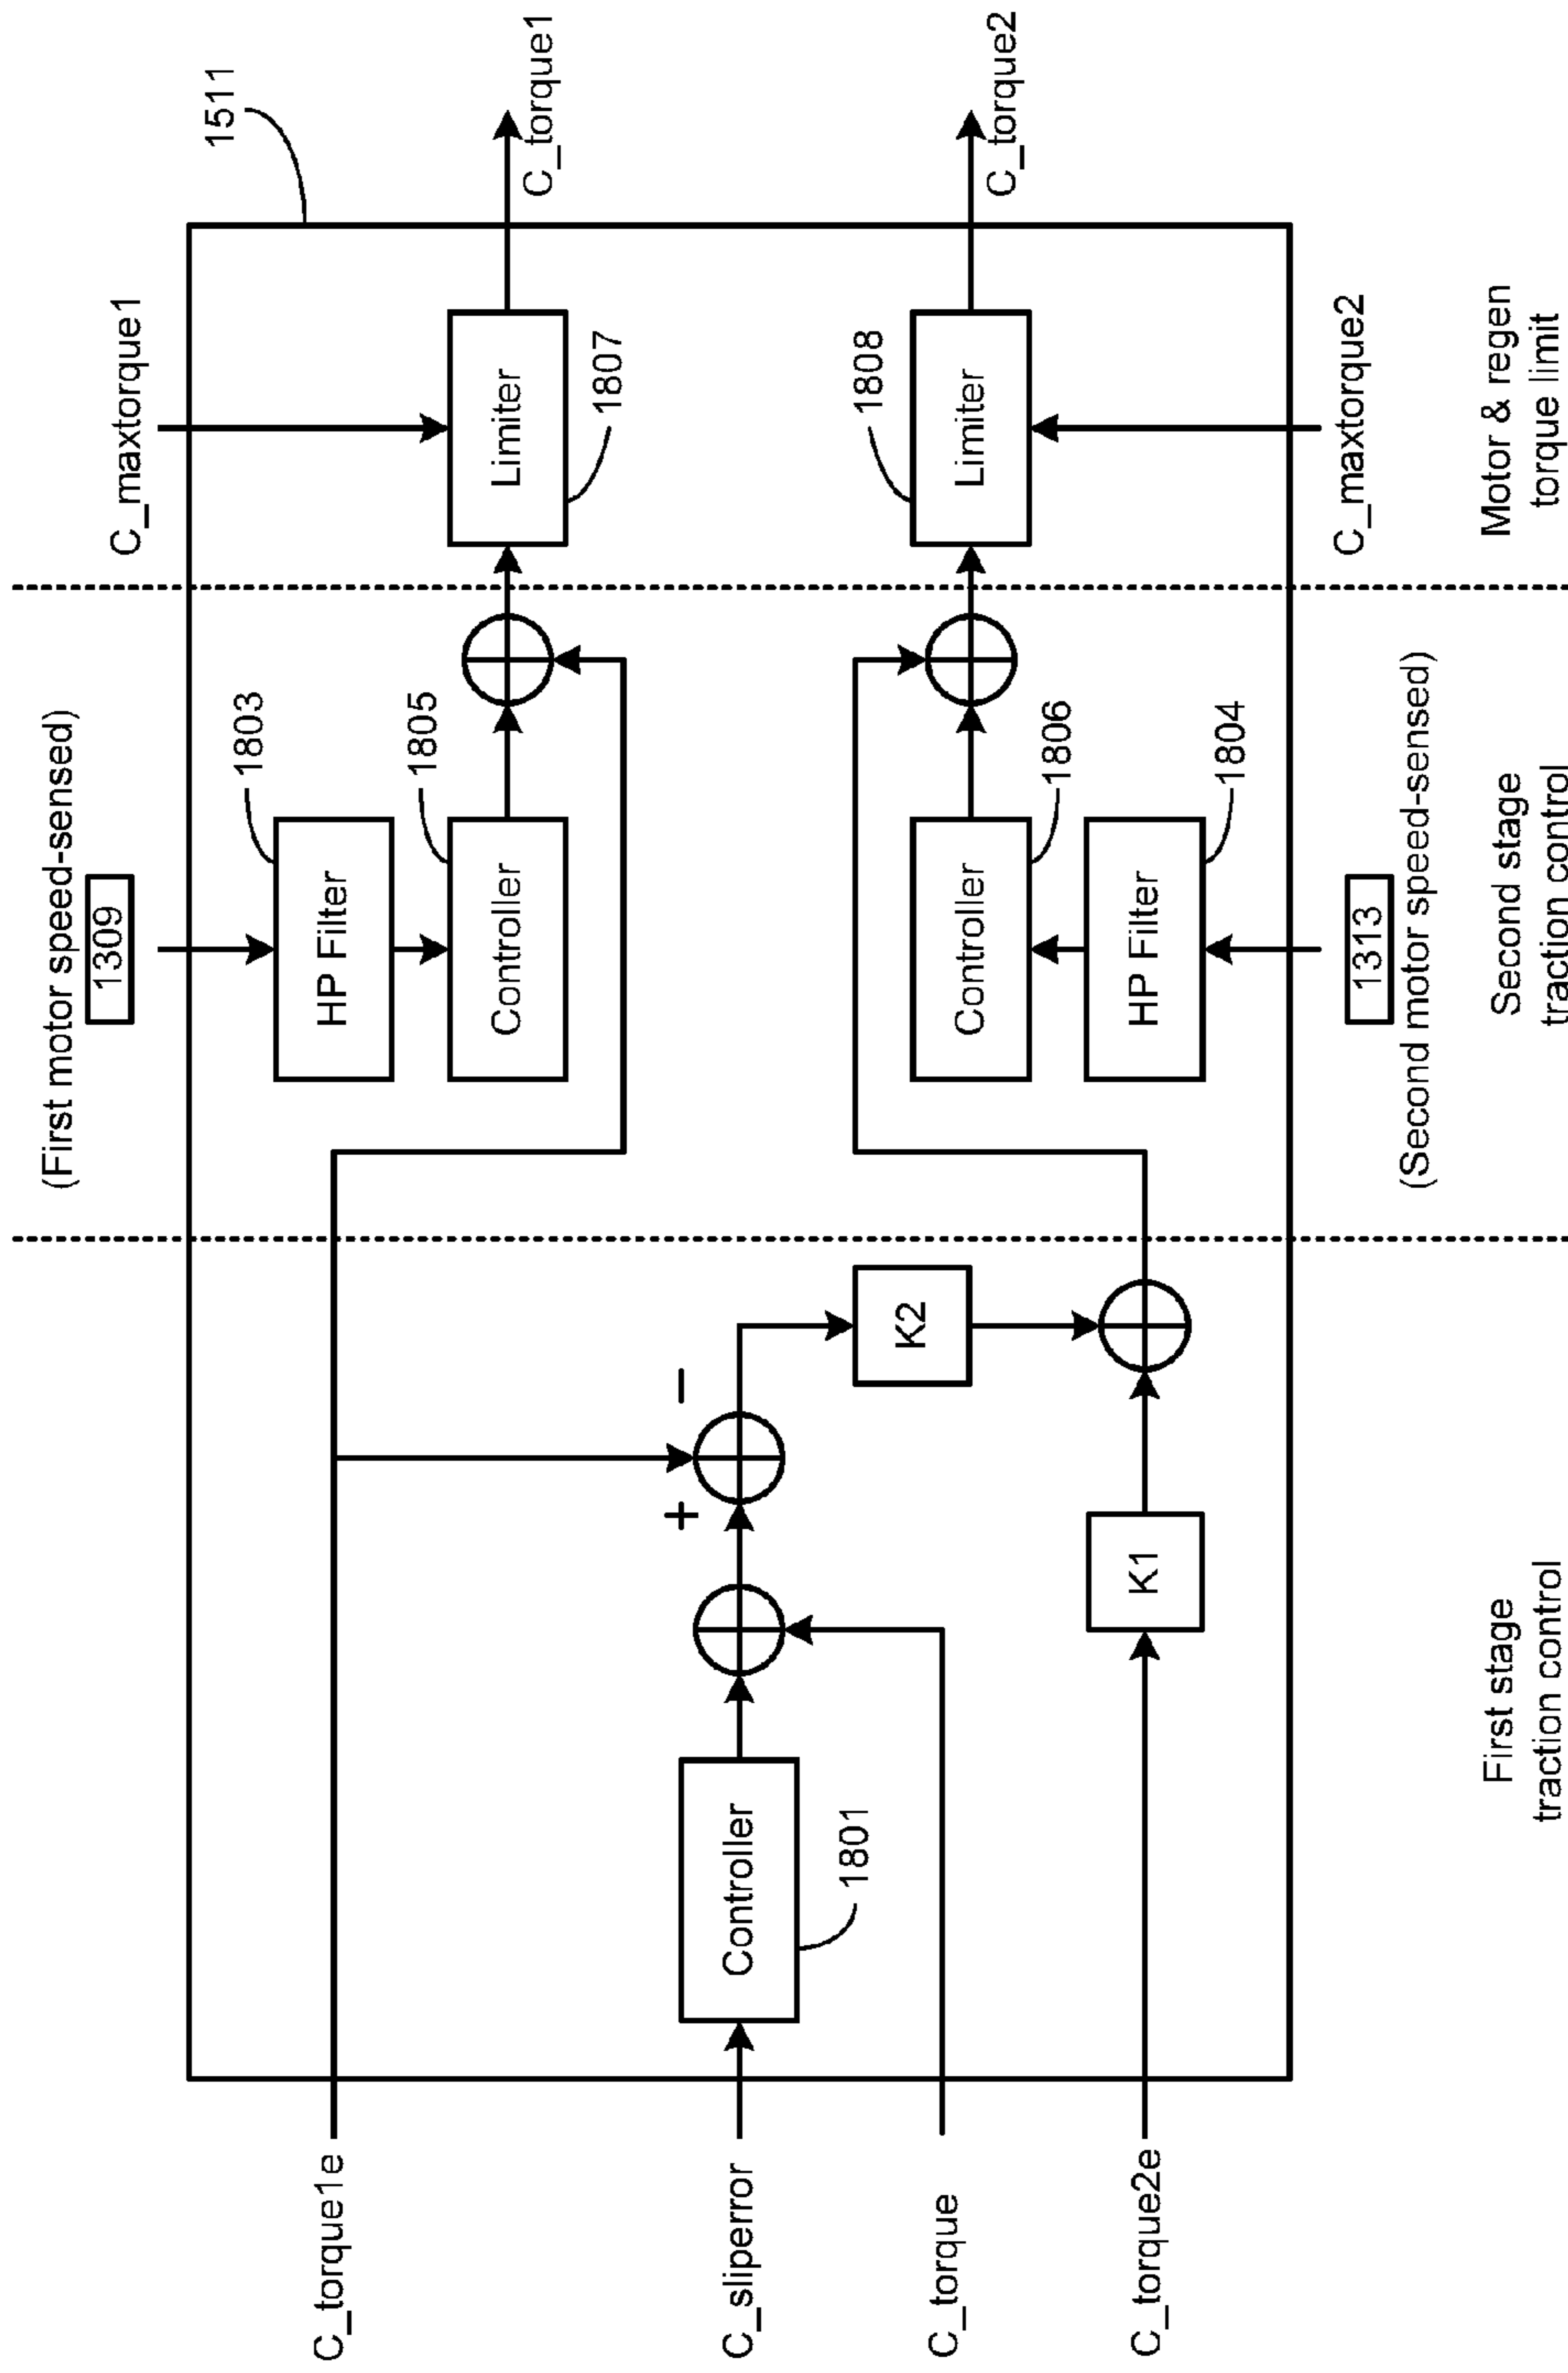 (First motor speed-sensed)
1309
C_maxtorque1
1511
1803
HP Filter
1805
Controller
Limiter
1807
C_torque1
C_torque1e
C_sliperror
Controller
1801
+
−
K2
C_torque
C_torque2e
K1
Controller
1806
HP Filter
1804
1808
Limiter
C_torque2
1313
(Second motor speed-sensed)
C_maxtorque2
First stage
traction control
Second stage
traction control
Motor & regen
torque limit